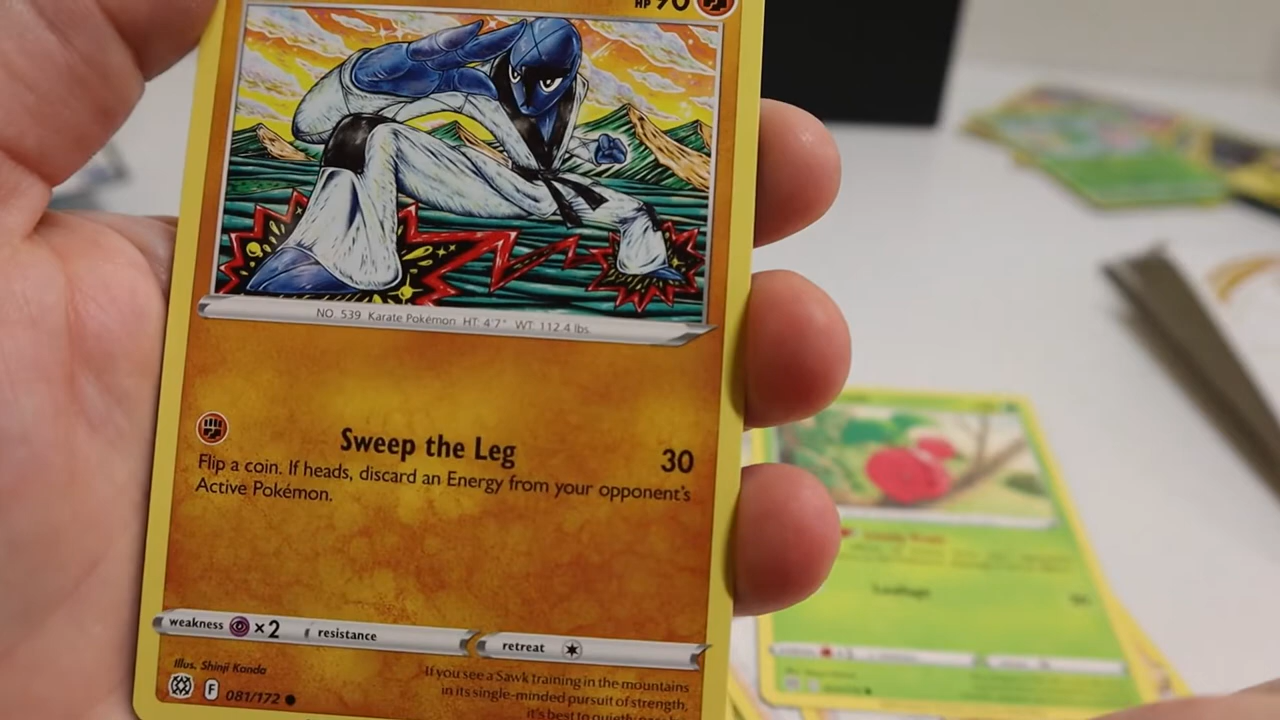 HP 90
NO. 539 Karate Pokémon HT: 4'7" WT: 112.4 lbs.
Sweep the Leg 30
Flip a coin. If heads, discard an Energy from your opponent's
Active Pokémon.
weakness ×2 resistance retreat
Illus. Shinji Kanda
F 081/172
If you see a Sawk training in the mountains
in its single-minded pursuit of strength,
it's best to quietly